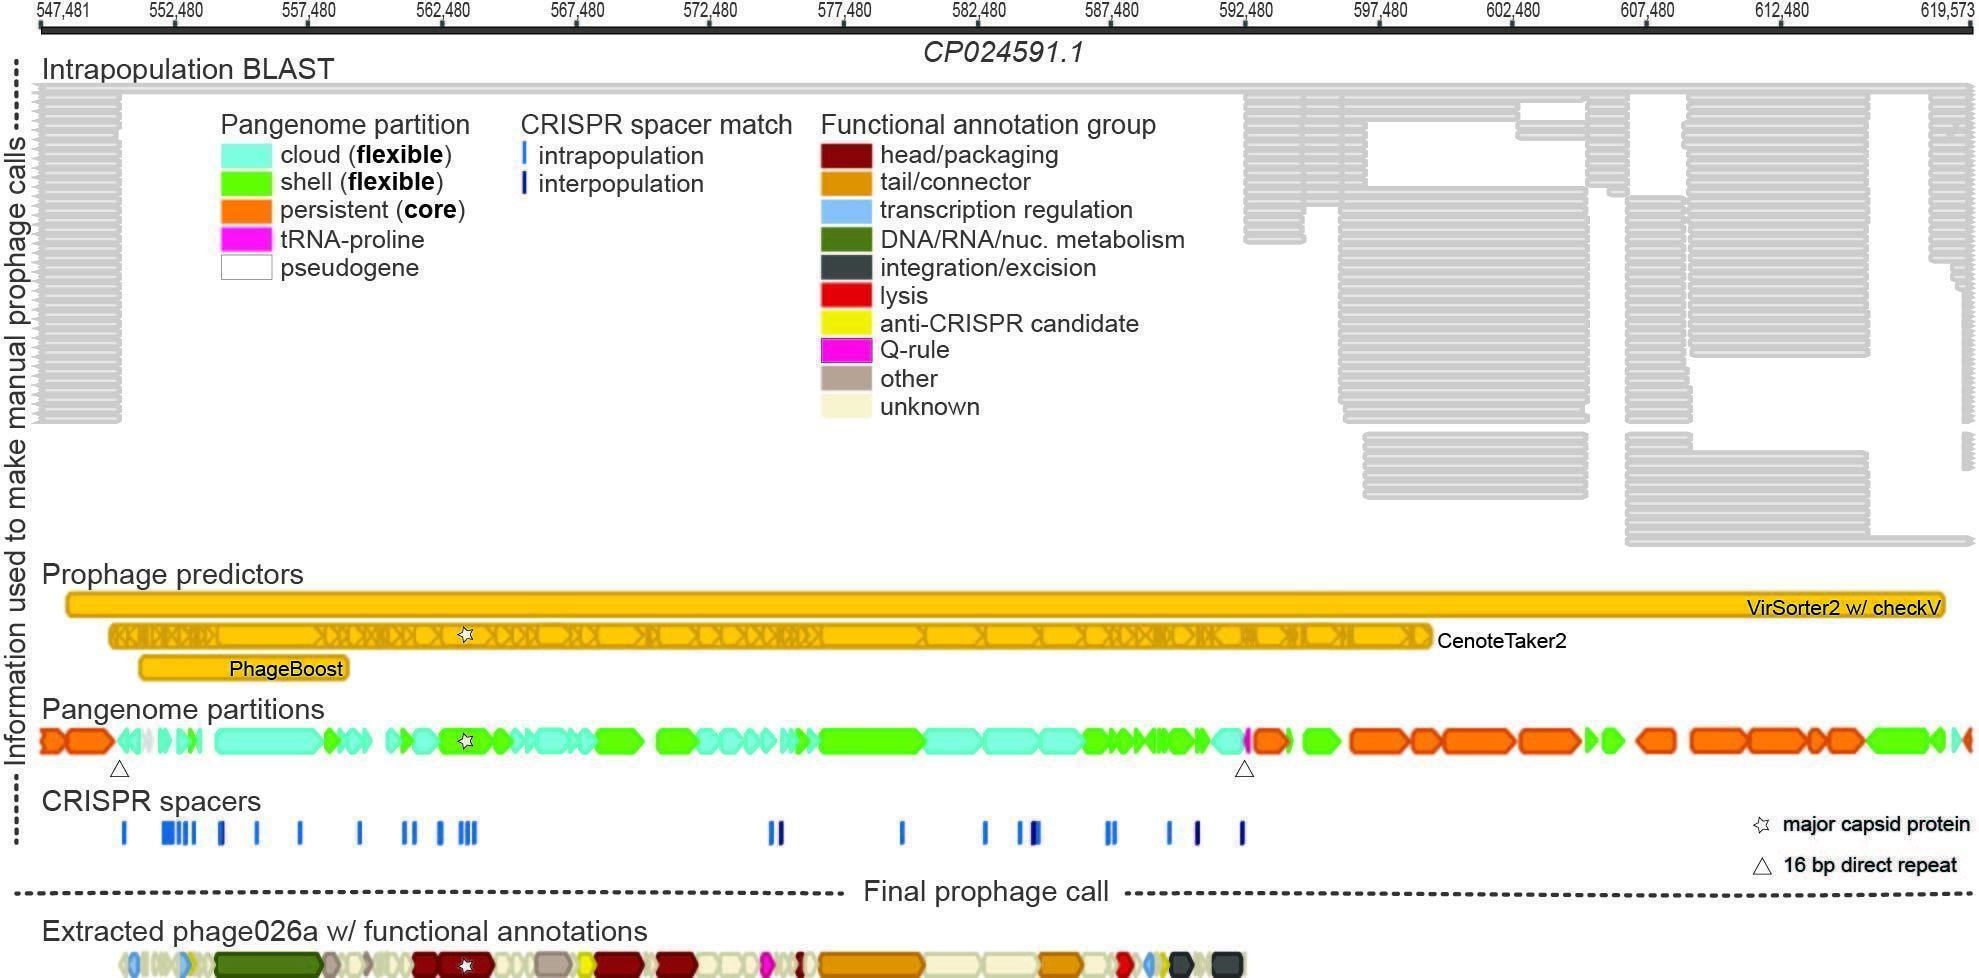 547,481 552,480 557,480 562,480 567,480 572,480 577,480 582,480 587,480 592,480 597,480 602,480 607,480 612,480 619,573
CP024591.1
Information used to make manual prophage calls
Intrapopulation BLAST
Pangenome partition
cloud (flexible)
shell (flexible)
persistent (core)
tRNA-proline
pseudogene
CRISPR spacer match
intrapopulation
interpopulation
Functional annotation group
head/packaging
tail/connector
transcription regulation
DNA/RNA/nuc. metabolism
integration/excision
lysis
anti-CRISPR candidate
Q-rule
other
unknown
Prophage predictors
VirSorter2 w/ checkV
CenoteTaker2
PhageBoost
Pangenome partitions
CRISPR spacers
major capsid protein
16 bp direct repeat
Final prophage call
Extracted phage026a w/ functional annotations